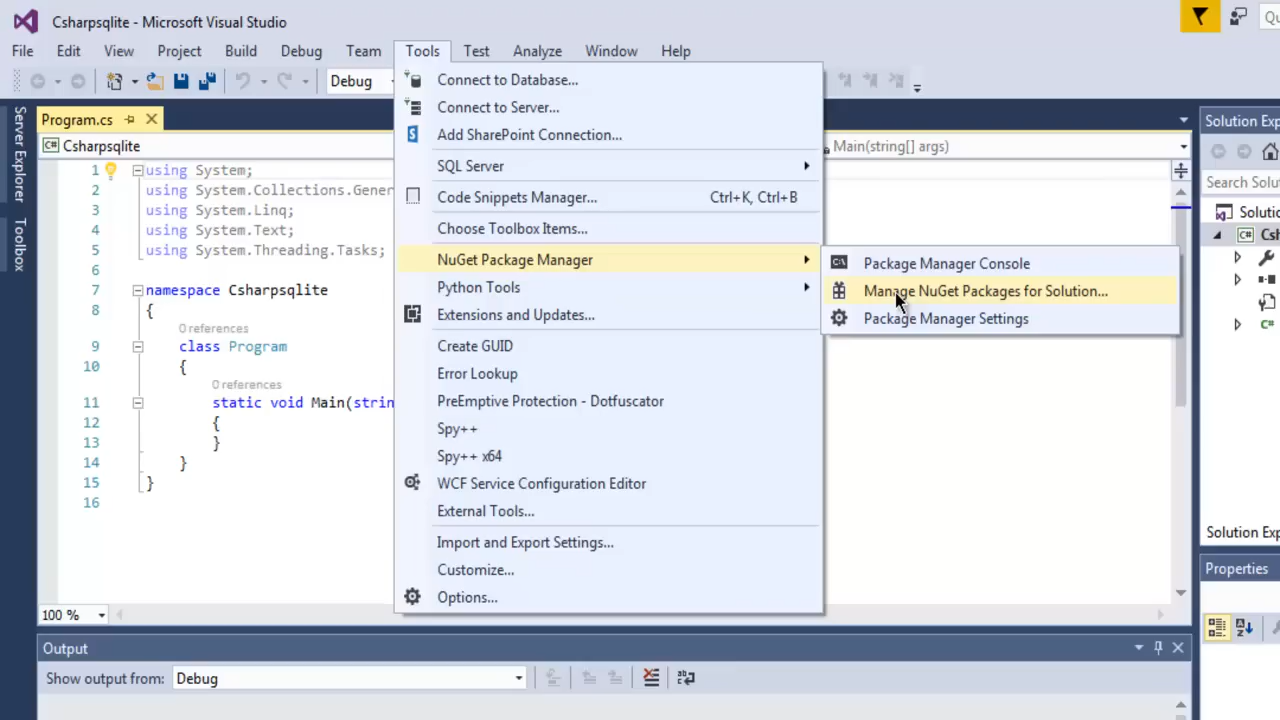 Csharpsqlite - Microsoft Visual Studio
Qu
File Edit View Project Build Debug Team Tools Test Analyze Window Help
Debug
Server Explorer
Toolbox
Program.cs
Csharpsqlite
Main(string[] args)
1 using System;
2 using System.Collections.Gener
3 using System.Linq;
4 using System.Text;
5 using System.Threading.Tasks;
6
7 namespace Csharpsqlite
8 {
0 references
9 class Program
10 {
0 references
11 static void Main(strin
12 {
13 }
14 }
15 }
16
100 %
Connect to Database...
Connect to Server...
Add SharePoint Connection...
SQL Server
Code Snippets Manager... Ctrl+K, Ctrl+B
Choose Toolbox Items...
NuGet Package Manager
Python Tools
Extensions and Updates...
Create GUID
Error Lookup
PreEmptive Protection - Dotfuscator
Spy++
Spy++ x64
WCF Service Configuration Editor
External Tools...
Import and Export Settings...
Customize...
Options...
Package Manager Console
Manage NuGet Packages for Solution...
Package Manager Settings
Solution Exp
Search Solu
Soluti
C# Csh
C#
Solution Exp
Properties
Output
Show output from: Debug